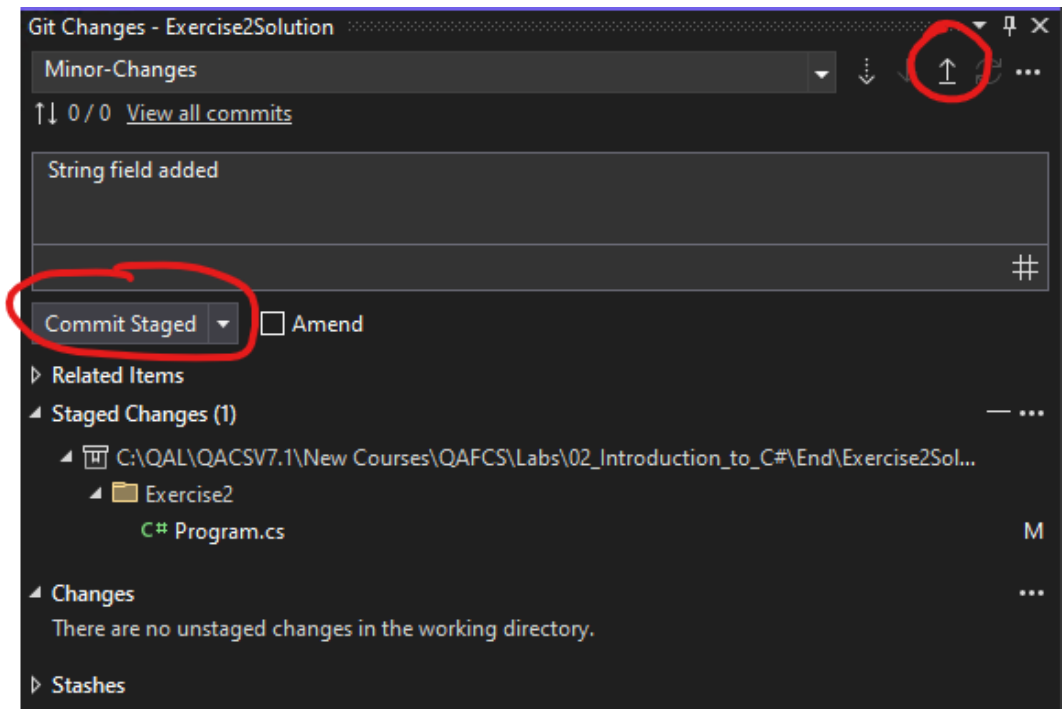 Git Changes - Exercise2Solution
Minor-Changes
0 / 0 View all commits
String field added
Commit Staged Amend
Related Items
Staged Changes (1)
C:\QAL\QACSV7.1\New Courses\QAFCS\Labs\02_Introduction_to_C#\End\Exercise2Sol...
Exercise2
C# Program.cs M
Changes
There are no unstaged changes in the working directory.
Stashes